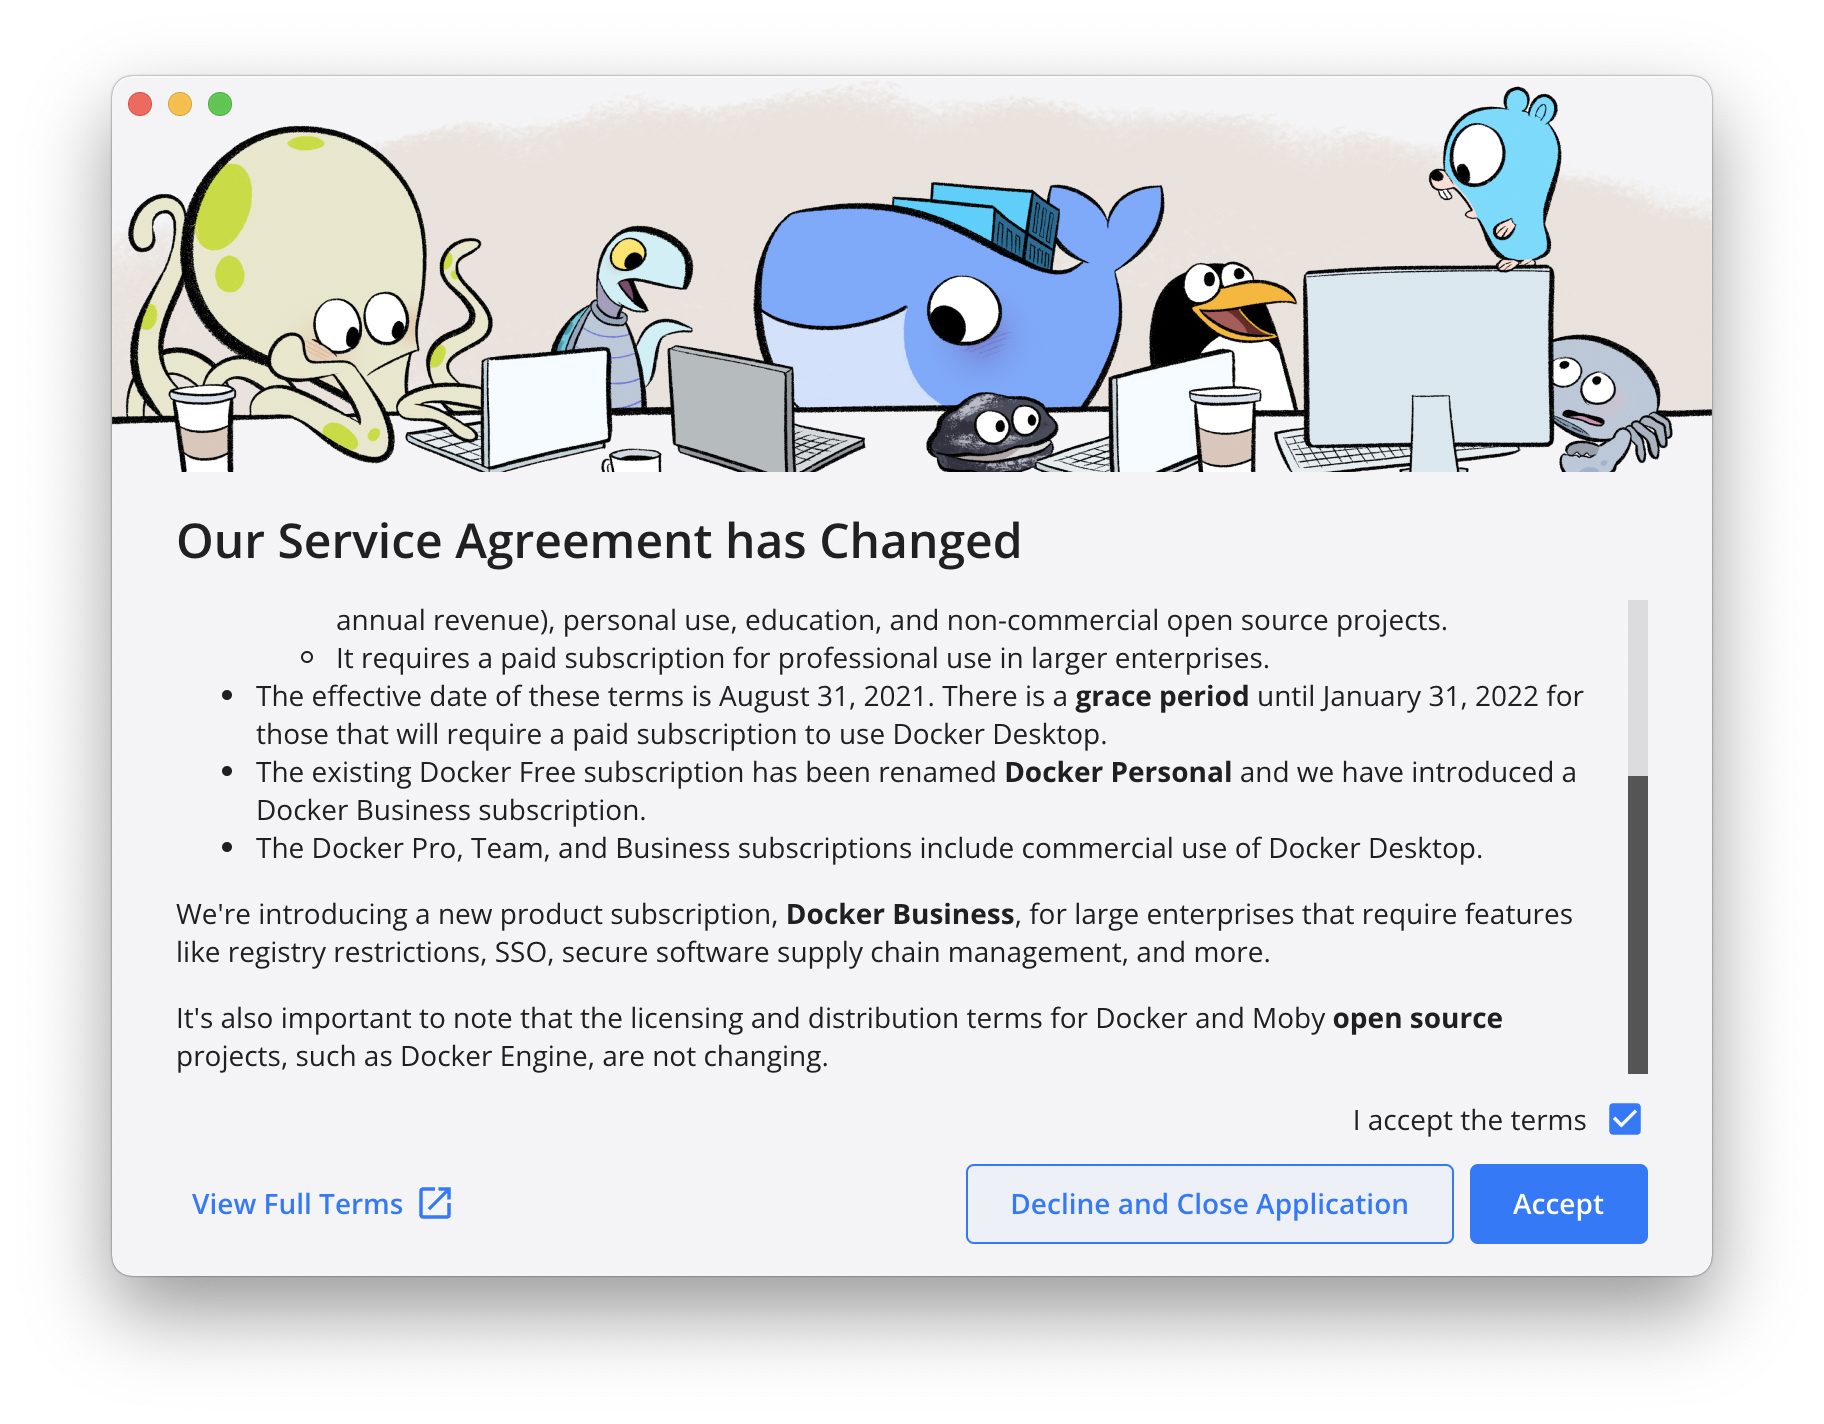 Our Service Agreement has Changed
annual revenue), personal use, education, and non-commercial open source projects.
It requires a paid subscription for professional use in larger enterprises.
The effective date of these terms is August 31, 2021. There is a grace period until January 31, 2022 for
those that will require a paid subscription to use Docker Desktop.
The existing Docker Free subscription has been renamed Docker Personal and we have introduced a
Docker Business subscription.
The Docker Pro, Team, and Business subscriptions include commercial use of Docker Desktop.
We're introducing a new product subscription, Docker Business, for large enterprises that require features
like registry restrictions, SSO, secure software supply chain management, and more.
It's also important to note that the licensing and distribution terms for Docker and Moby open source
projects, such as Docker Engine, are not changing.
I accept the terms
View Full Terms
Decline and Close Application
Accept